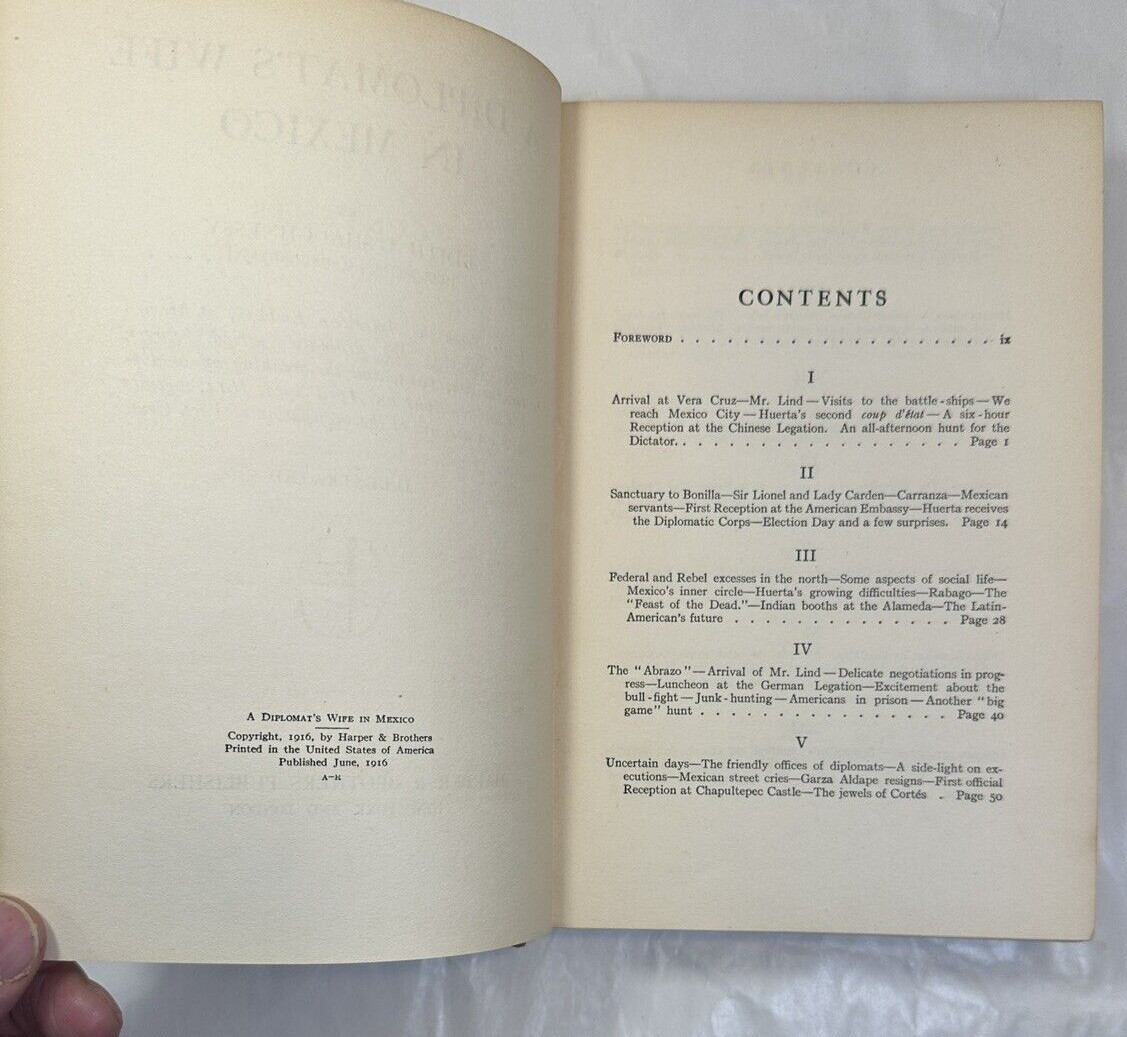 A DIPLOMAT'S WIFE IN MEXICO
Copyright, 1916, by Harper & Brothers
Printed in the United States of America
Published June, 1916
CONTENTS
FOREWORD . . . . . . . . . . . . . . . . . . . . ix
I
Arrival at Vera Cruz—Mr. Lind—Visits to the battle-ships—We
reach Mexico City—Huerta's second coup d'état—A six-hour
Reception at the Chinese Legation. An all-afternoon hunt for the
Dictator. . . . . . . . . . . . . . . . . Page 1
II
Sanctuary to Bonilla—Sir Lionel and Lady Carden—Carranza—Mexican
servants—First Reception at the American Embassy—Huerta receives
the Diplomatic Corps—Election Day and a few surprises. Page 14
III
Federal and Rebel excesses in the north—Some aspects of social life—
Mexico's inner circle—Huerta's growing difficulties—Rabago—The
"Feast of the Dead."—Indian booths at the Alameda—The Latin-
American's future . . . . . . . . . . . . . . Page 28
IV
The "Abrazo"—Arrival of Mr. Lind—Delicate negotiations in prog-
ress—Luncheon at the German Legation—Excitement about the
bull-fight—Junk-hunting—Americans in prison—Another "big
game" hunt . . . . . . . . . . . . . . . . Page 40
V
Uncertain days—The friendly offices of diplomats—A side-light on ex-
ecutions—Mexican street cries—Garza Aldape resigns—First official
Reception at Chapultepec Castle—The jewels of Cortés . Page 50